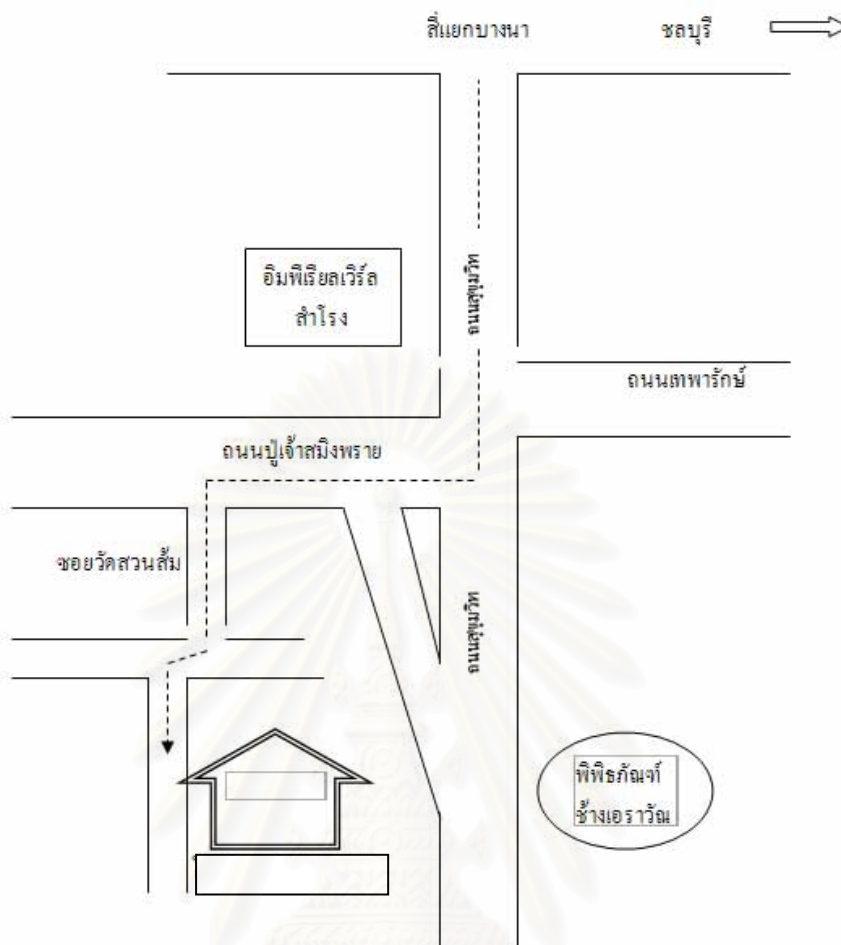 สี่แยกบางนา
ชลบุรี
ถนนสุขุมวิท
อิมพีเรียลเวิร์ล
สำโรง
ถนนเทพารักษ์
ถนนปู่เจ้าสมิงพราย
ซอยวัดสวนส้ม
ถนนสุขุมวิท
พิพิธภัณฑ์
ช้างเอราวัณ